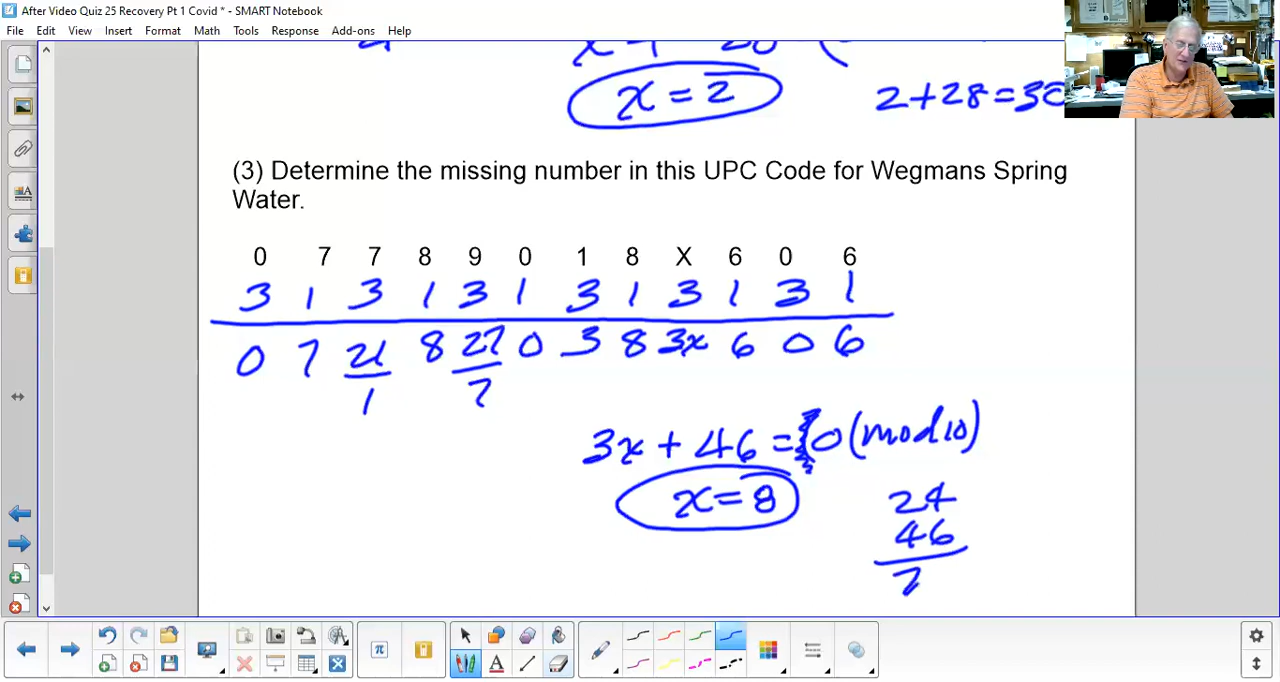 After Video Quiz 25 Recovery Pt 1 Covid * - SMART Notebook
File Edit View Insert Format Math Tools Response Add-ons Help
x = 2
2+28=30
(3) Determine the missing number in this UPC Code for Wegmans Spring
Water.
0 7 7 8 9 0 1 8 X 6 0 6
3 1 3 1 3 1 3 1 3 1 3 1
0 7 21 8 27 0 3 8 3x 6 0 6
1 7
3x + 46 = 0 (mod 10)
x = 8
24
46
7